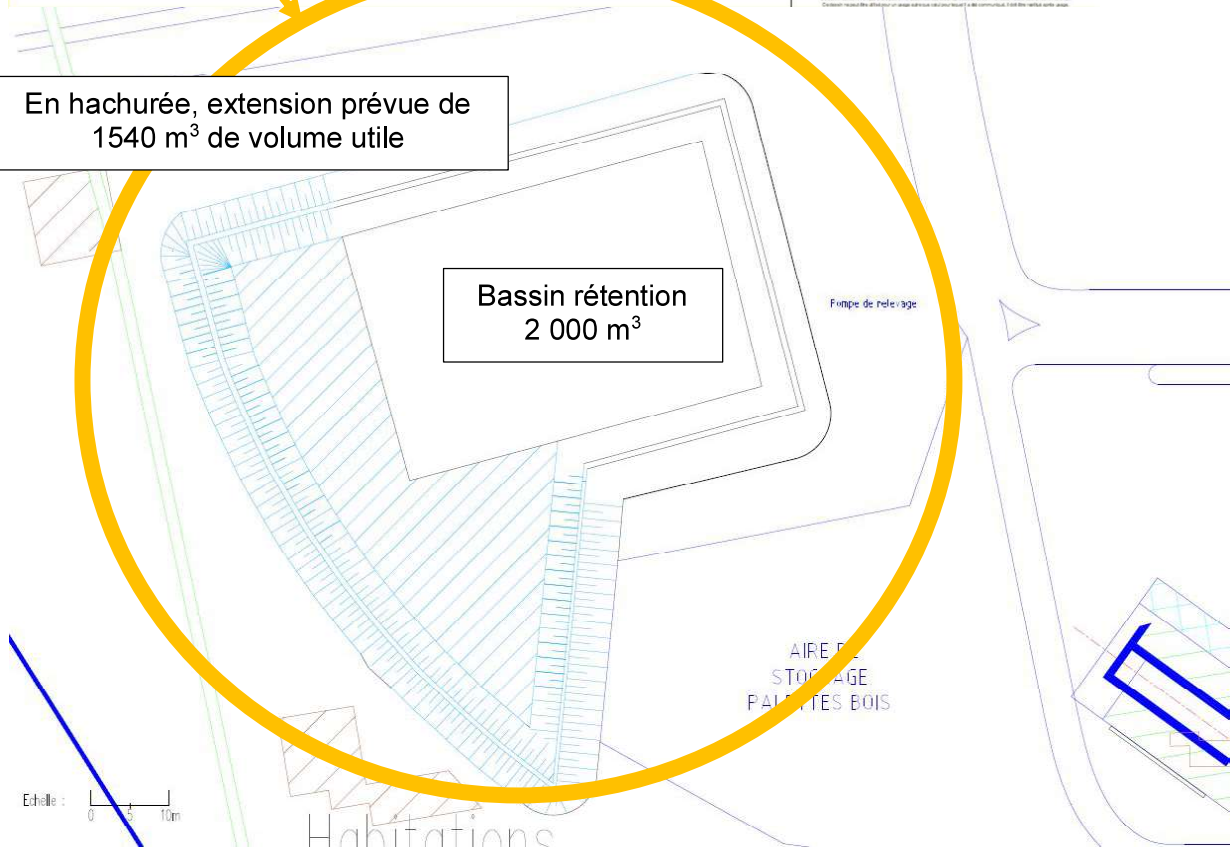 En hachurée, extension prévue de
1540 m³ de volume utile
Bassin rétention
2 000 m³
Pompe de relevage
AIRE DE
STOCKAGE
PALETTES BOIS
Echelle :
0 5 10m
Habitations